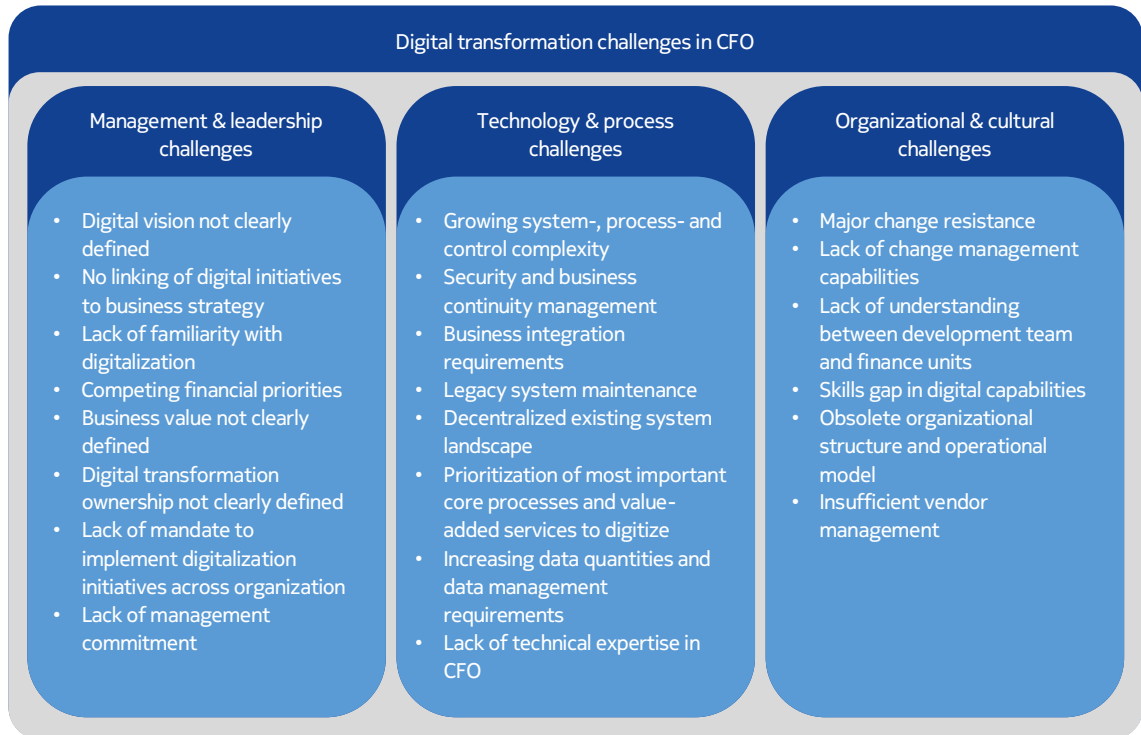 Digital transformation challenges in CFO
Management & leadership
challenges
• Digital vision not clearly
defined
• No linking of digital initiatives
to business strategy
• Lack of familiarity with
digitalization
• Competing financial priorities
• Business value not clearly
defined
• Digital transformation
ownership not clearly defined
• Lack of mandate to
implement digitalization
initiatives across organization
• Lack of management
commitment
Technology & process
challenges
• Growing system-, process- and
control complexity
• Security and business
continuity management
• Business integration
requirements
• Legacy system maintenance
• Decentralized existing system
landscape
• Prioritization of most important
core processes and value-
added services to digitize
• Increasing data quantities and
data management
requirements
• Lack of technical expertise in
CFO
Organizational & cultural
challenges
• Major change resistance
• Lack of change management
capabilities
• Lack of understanding
between development team
and finance units
• Skills gap in digital capabilities
• Obsolete organizational
structure and operational
model
• Insufficient vendor
management